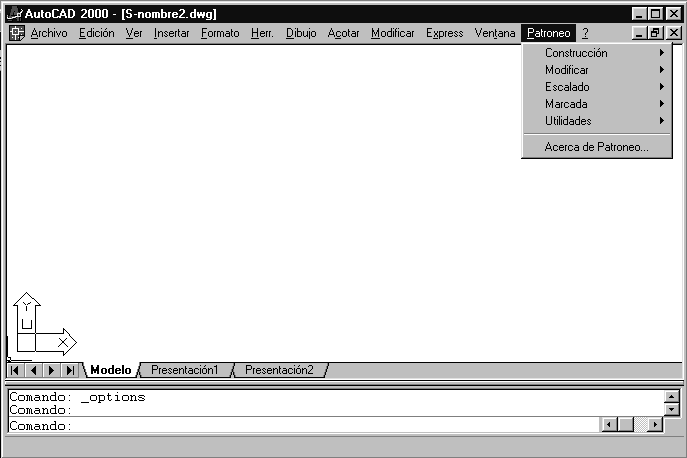 AutoCAD 2000 - [S-nombre2.dwg]
Archivo Edición Ver Insertar Formato Herr. Dibujo Acotar Modificar Express Ventana Patroneo ?
Construcción
Modificar
Escalado
Marcada
Utilidades
Acerca de Patroneo...
Y
X
Modelo Presentación1 Presentación2
Comando: _options
Comando:
Comando: